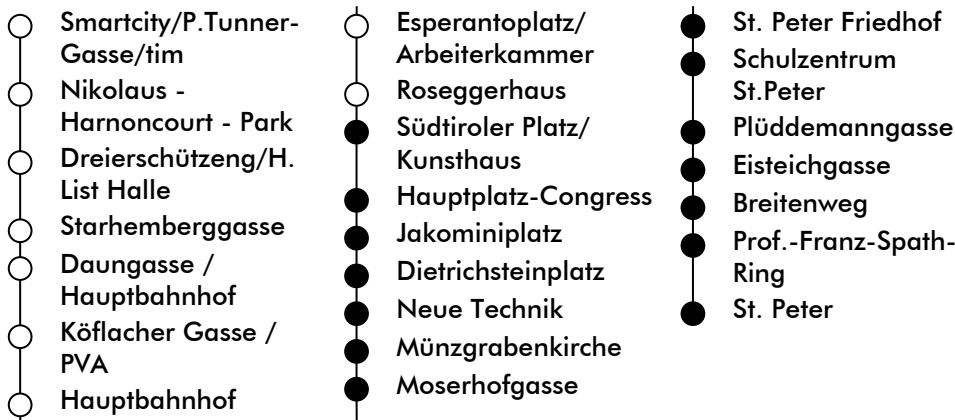 Smartcity/P.Tunner-
Gasse/tim
Nikolaus -
Harnoncourt - Park
Dreierschützeng/H.
List Halle
Starhemberggasse
Daungasse /
Hauptbahnhof
Köflacher Gasse /
PVA
Hauptbahnhof
Esperantoplatz/
Arbeiterkammer
Roseggerhaus
Südtiroler Platz/
Kunsthaus
Hauptplatz-Congress
Jakominiplatz
Dietrichsteinplatz
Neue Technik
Münzgrabenkirche
Moserhofgasse
St. Peter Friedhof
Schulzentrum
St.Peter
Plüddemanngasse
Eisteichgasse
Breitenweg
Prof.-Franz-Spath-
Ring
St. Peter